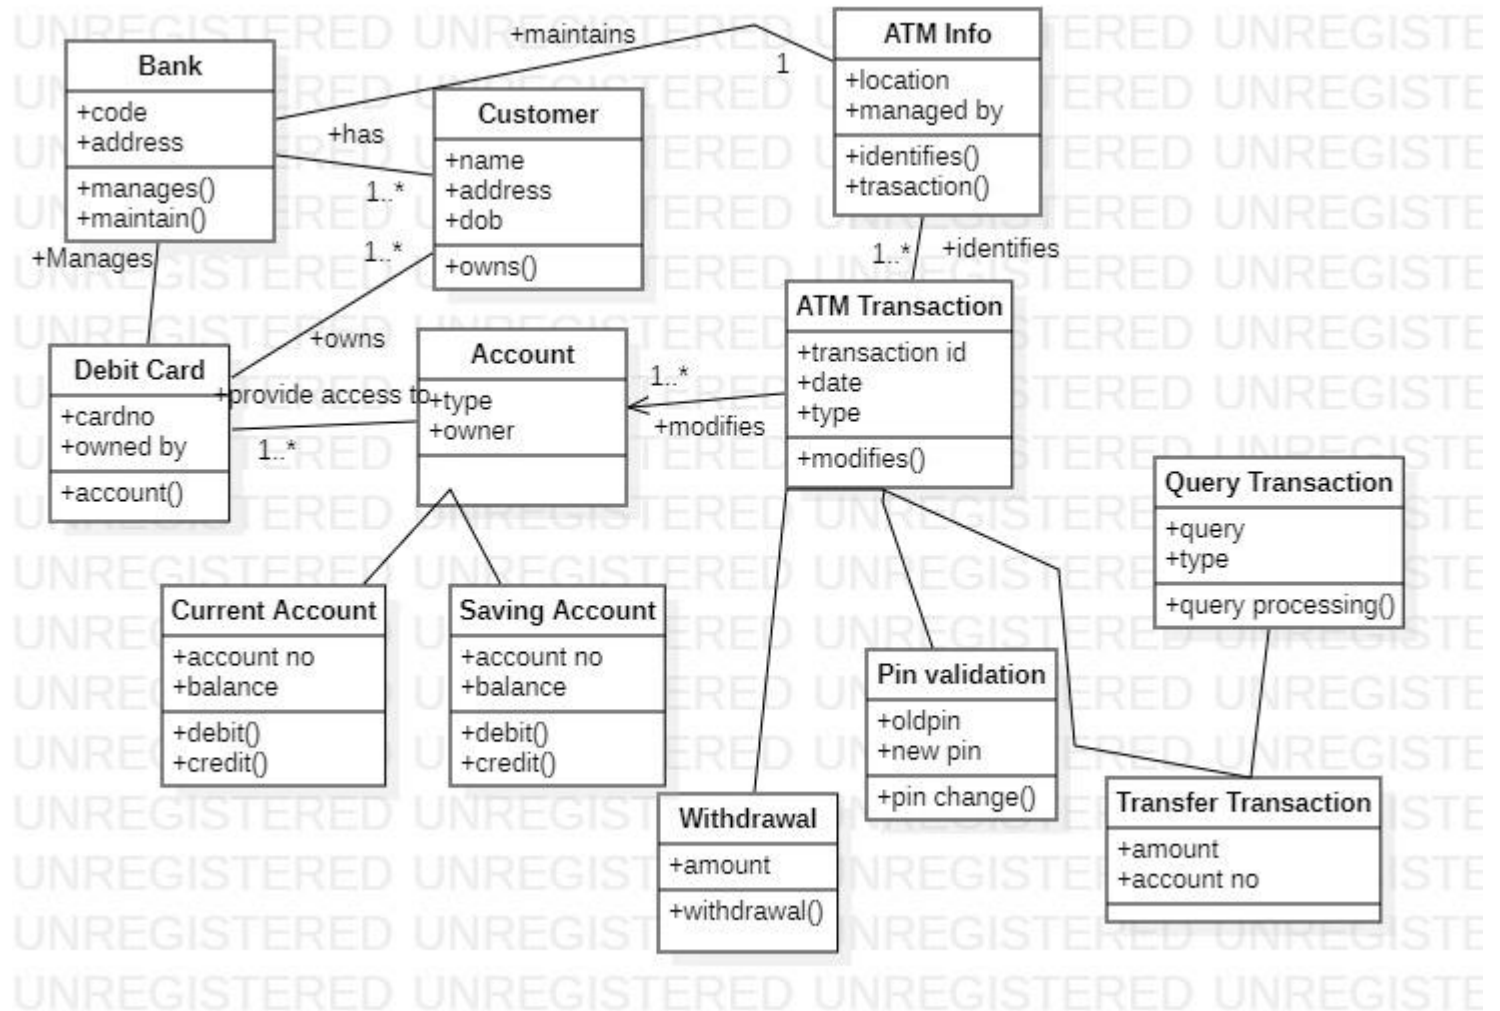 UNREGISTERED
Bank
+code
+address
+manages()
+maintain()
+maintains
1
ATM Info
+location
+managed by
+identifies()
+trasaction()
+has
1..*
Customer
+name
+address
+dob
+owns()
+Manages
1..*
+owns
1..*
+identifies
Debit Card
+cardno
+owned by
+account()
+provide access to
1..*
Account
+type
+owner
1..*
+modifies
ATM Transaction
+transaction id
+date
+type
+modifies()
Query Transaction
+query
+type
+query processing()
Current Account
+account no
+balance
+debit()
+credit()
Saving Account
+account no
+balance
+debit()
+credit()
Pin validation
+oldpin
+new pin
+pin change()
Withdrawal
+amount
+withdrawal()
Transfer Transaction
+amount
+account no